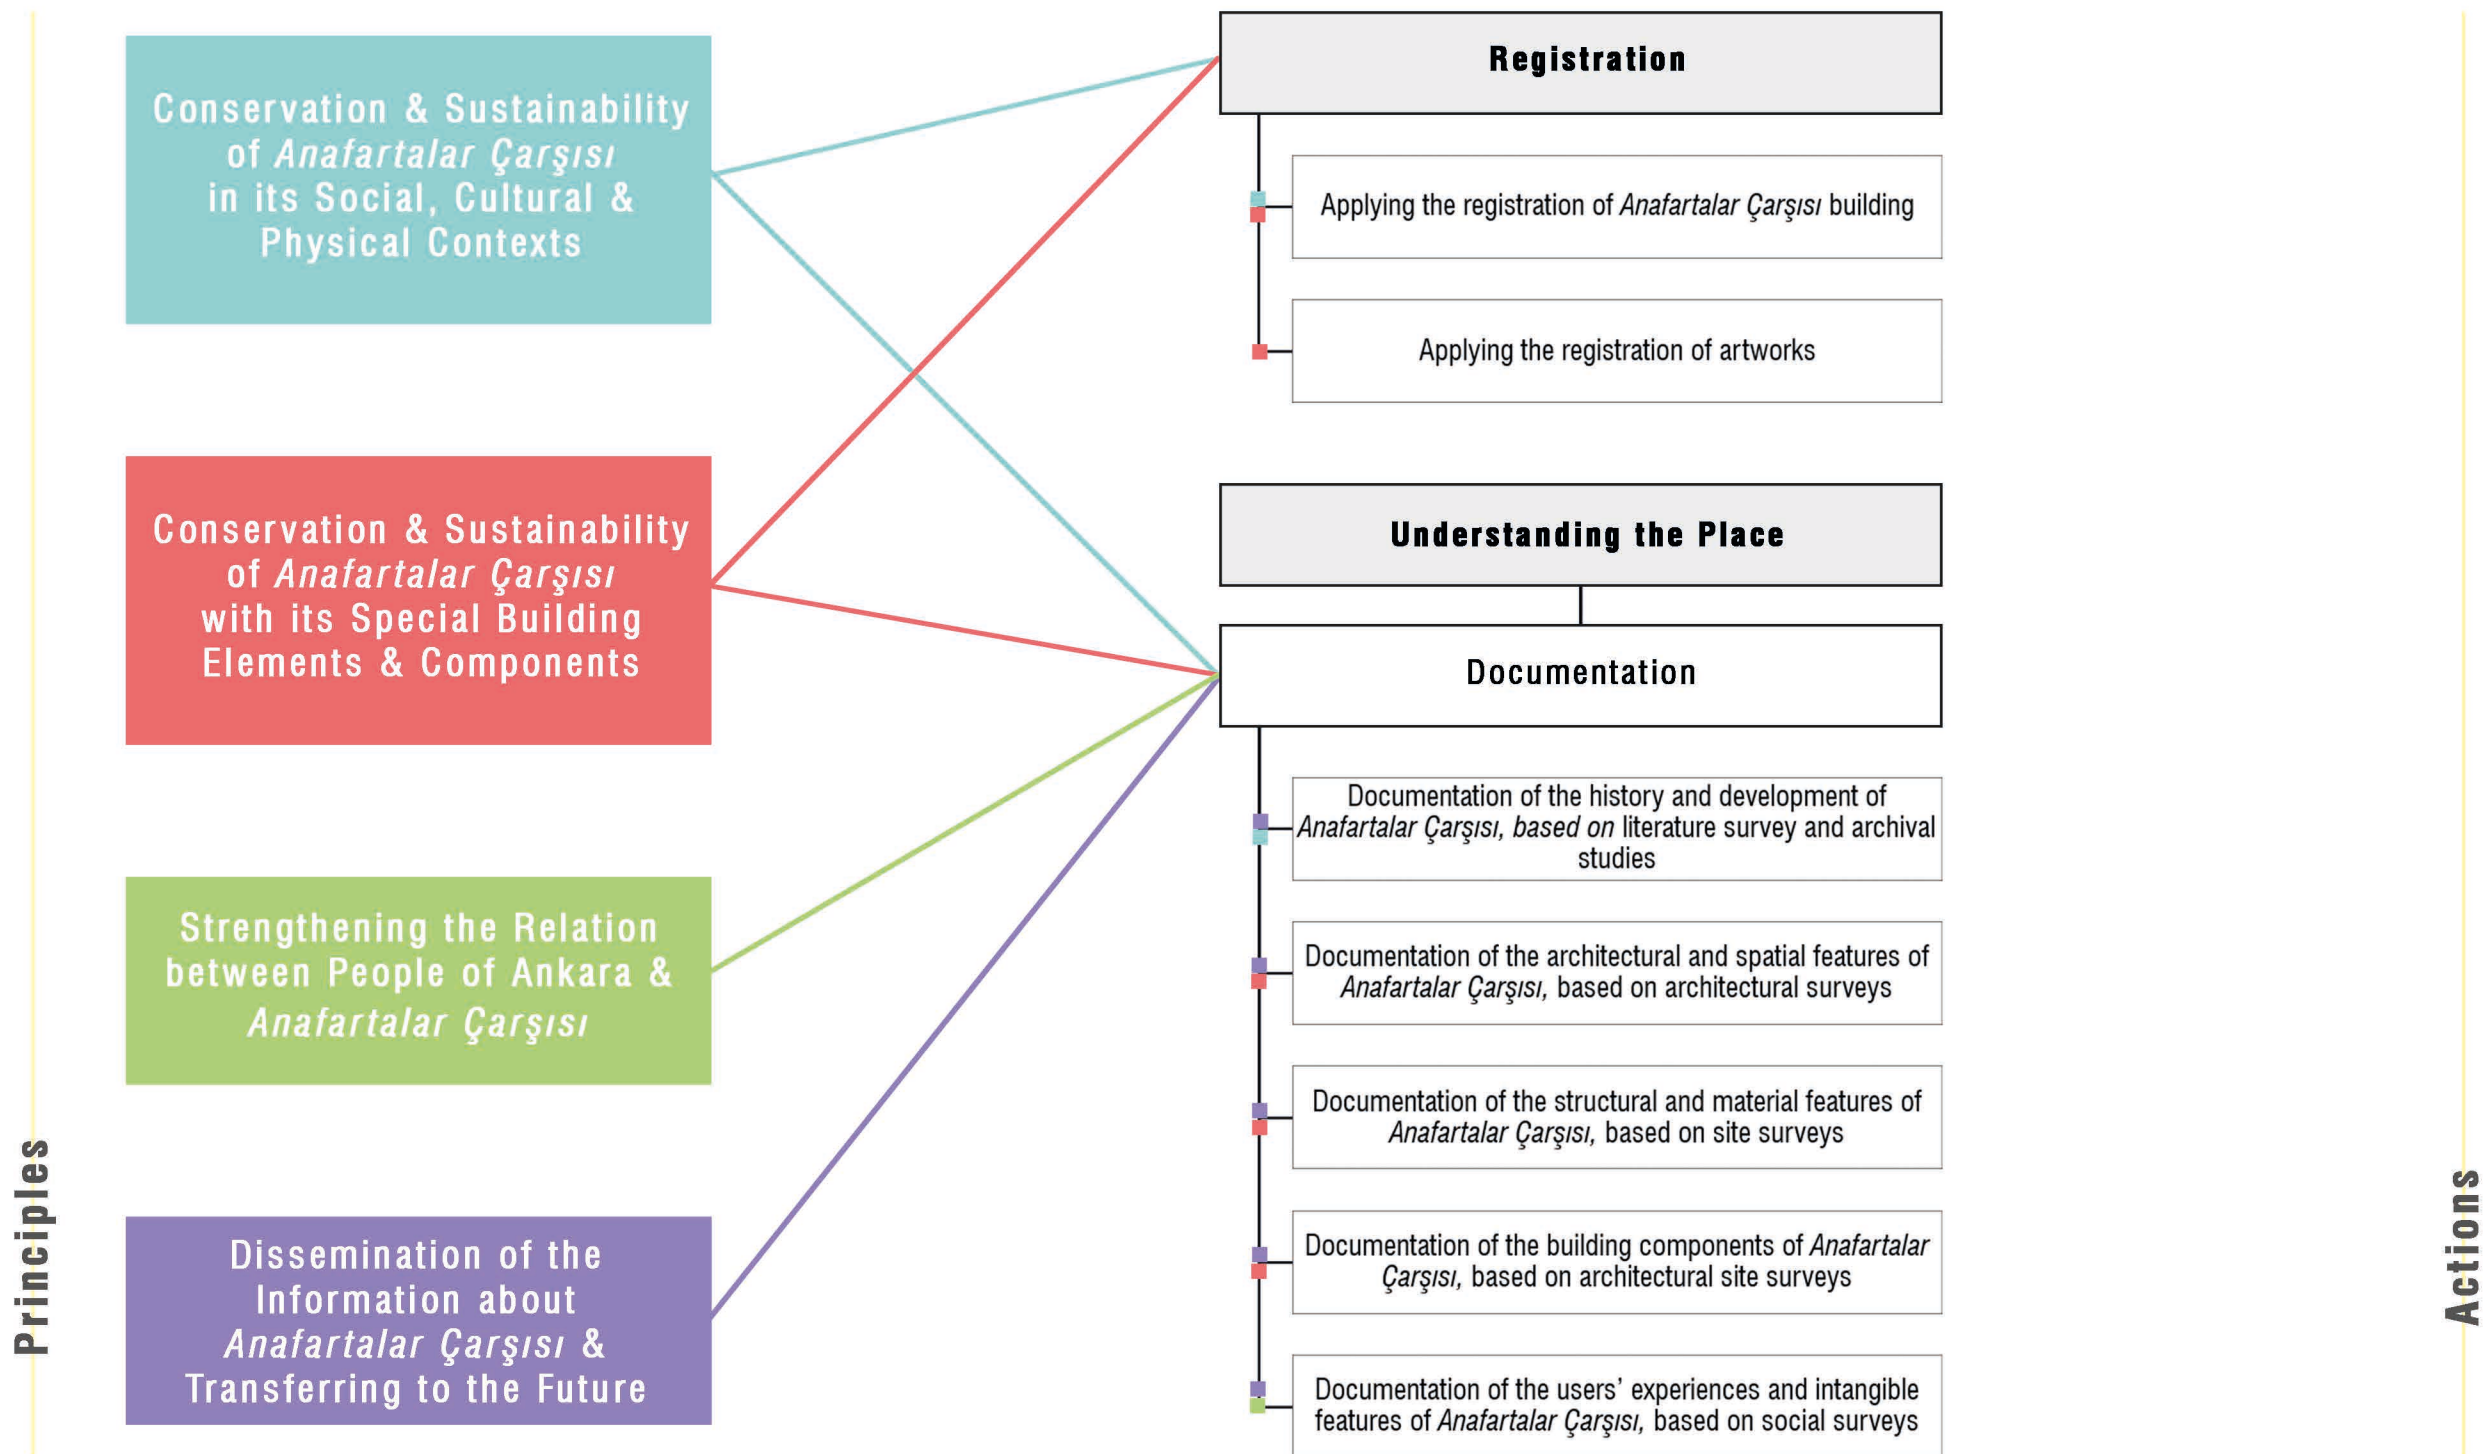 Principles
Conservation & Sustainability
of Anafartalar Çarşısı
in its Social, Cultural &
Physical Contexts
Conservation & Sustainability
of Anafartalar Çarşısı
with its Special Building
Elements & Components
Strengthening the Relation
between People of Ankara &
Anafartalar Çarşısı
Dissemination of the
Information about
Anafartalar Çarşısı &
Transferring to the Future
Registration
Applying the registration of Anafartalar Çarşısı building
Applying the registration of artworks
Understanding the Place
Documentation
Documentation of the history and development of
Anafartalar Çarşısı, based on literature survey and archival
studies
Documentation of the architectural and spatial features of
Anafartalar Çarşısı, based on architectural surveys
Documentation of the structural and material features of
Anafartalar Çarşısı, based on site surveys
Documentation of the building components of Anafartalar
Çarşısı, based on architectural site surveys
Documentation of the users’ experiences and intangible
features of Anafartalar Çarşısı, based on social surveys
Actions